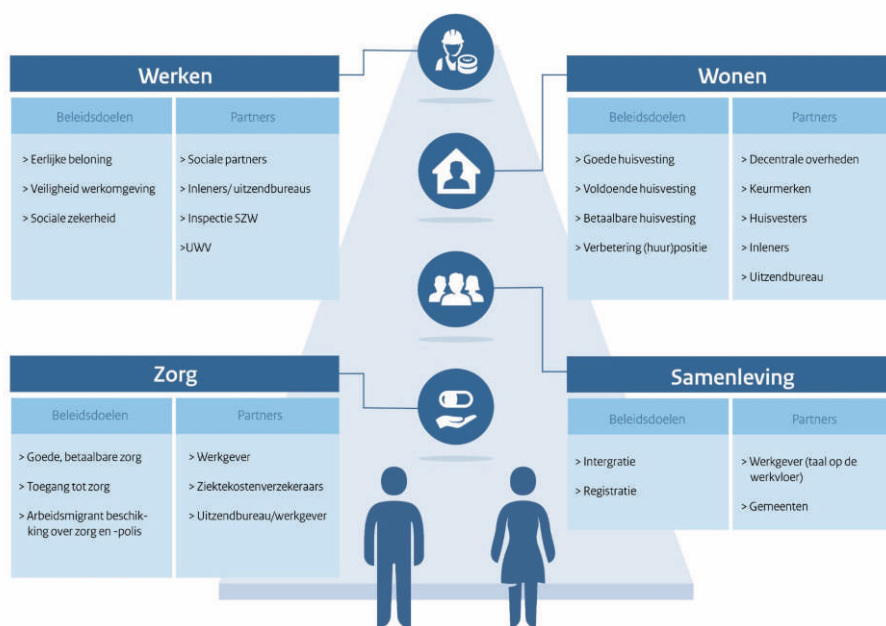 Werken
Beleidsdoelen
> Eerlijke beloning
> Veiligheid werkomgeving
> Sociale zekerheid
Partners
> Sociale partners
> Inleners/ uitzendbureaus
> Inspectie SZW
>UWV
Wonen
Beleidsdoelen
> Goede huisvesting
> Voldoende huisvesting
> Betaalbare huisvesting
> Verbetering (huur)positie
Partners
> Decentrale overheden
> Keurmerken
> Huisvesters
> Inleners
> Uitzendbureau
Zorg
Beleidsdoelen
> Goede, betaalbare zorg
> Toegang tot zorg
> Arbeidsmigrant beschik-
king over zorg en -polis
Partners
> Werkgever
> Ziektekostenverzekeraars
> Uitzendbureau/werkgever
Samenleving
Beleidsdoelen
> Intergratie
> Registratie
Partners
> Werkgever (taal op de
werkvloer)
> Gemeenten